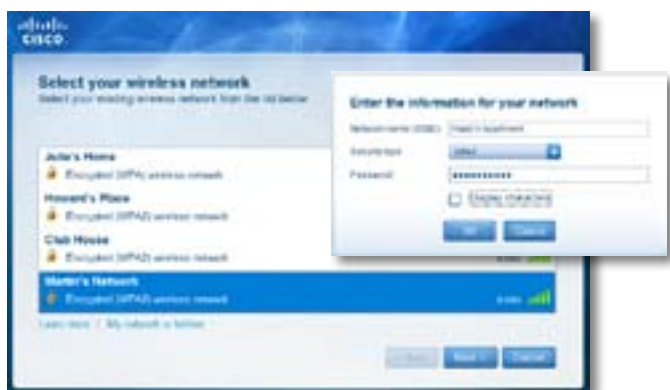 CISCO
Select your wireless network
Select your existing wireless network from the list below
Julie's Home
Encrypted (WPA) wireless network
Howard's Place
Encrypted (WPA2) wireless network
Club House
Encrypted (WPA2) wireless network
Martin's Network
Encrypted (WPA2) wireless network
Learn more | My network is hidden
Next >
Cancel
Enter the information for your network
Network name (SSID)
Security type
Password
Display characters
OK
Cancel